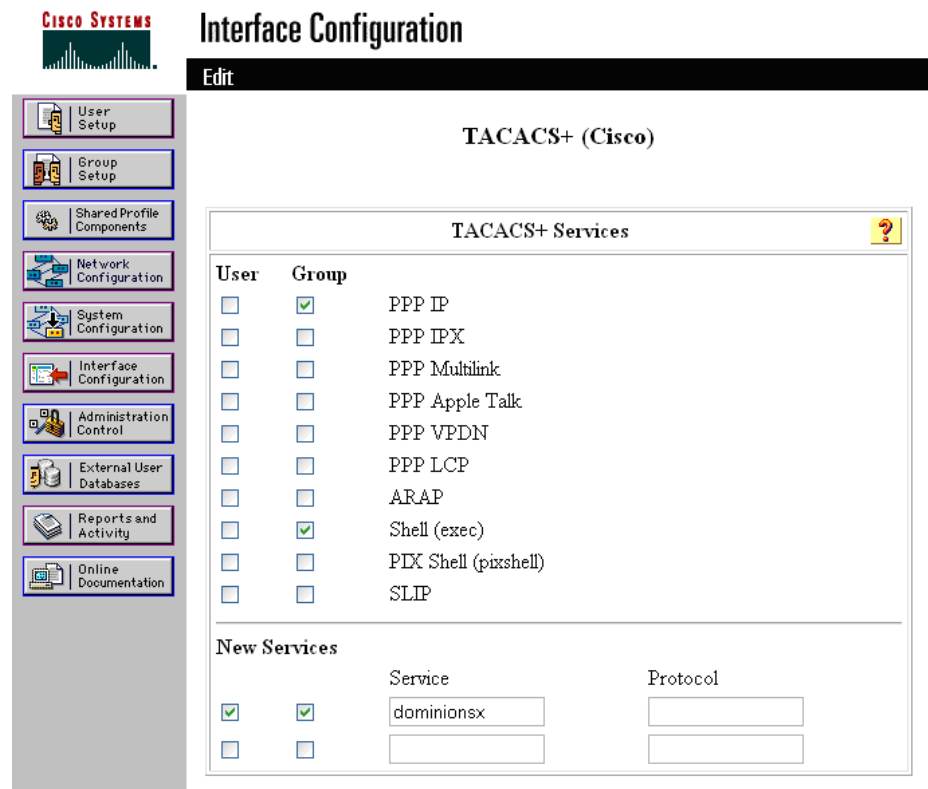 CISCO SYSTEMS
Interface Configuration
Edit
User
Setup
Group
Setup
Shared Profile
Components
Network
Configuration
System
Configuration
Interface
Configuration
Administration
Control
External User
Databases
Reports and
Activity
Online
Documentation
TACACS+ (Cisco)
TACACS+ Services
?
User Group
PPP IP
PPP IPX
PPP Multilink
PPP Apple Talk
PPP VPDN
PPP LCP
ARAP
Shell (exec)
PIX Shell (pixshell)
SLIP
New Services
Service Protocol
dominionsx